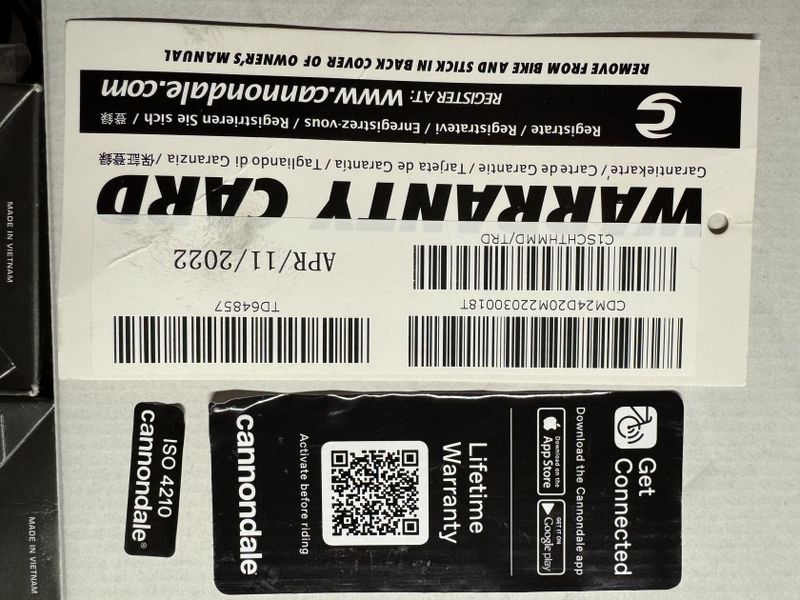 REMOVE FROM BIKE AND STICK IN BACK COVER OF OWNER'S MANUAL
REGISTER AT: www.cannondale.com
Registrate / Registratevi / Enregistrez-vous / Registrieren Sie sich / 登録
Garantiekarte / Carte de Garantie / Tarjeta de Garantia / Tagliando di Garanzia / 保証登録
WARRANTY CARD
C1SCHTHMMD/TRD
APR/11/2022
CDM24D20M22030018T
TD64857
cannondale
Activate before riding
Lifetime
Warranty
Download the Cannondale app
Download on the
App Store
GET IT ON
Google play
Get
Connected
ISO 4210
cannondale®
MADE IN VIETNAM
MADE IN VIETNAM